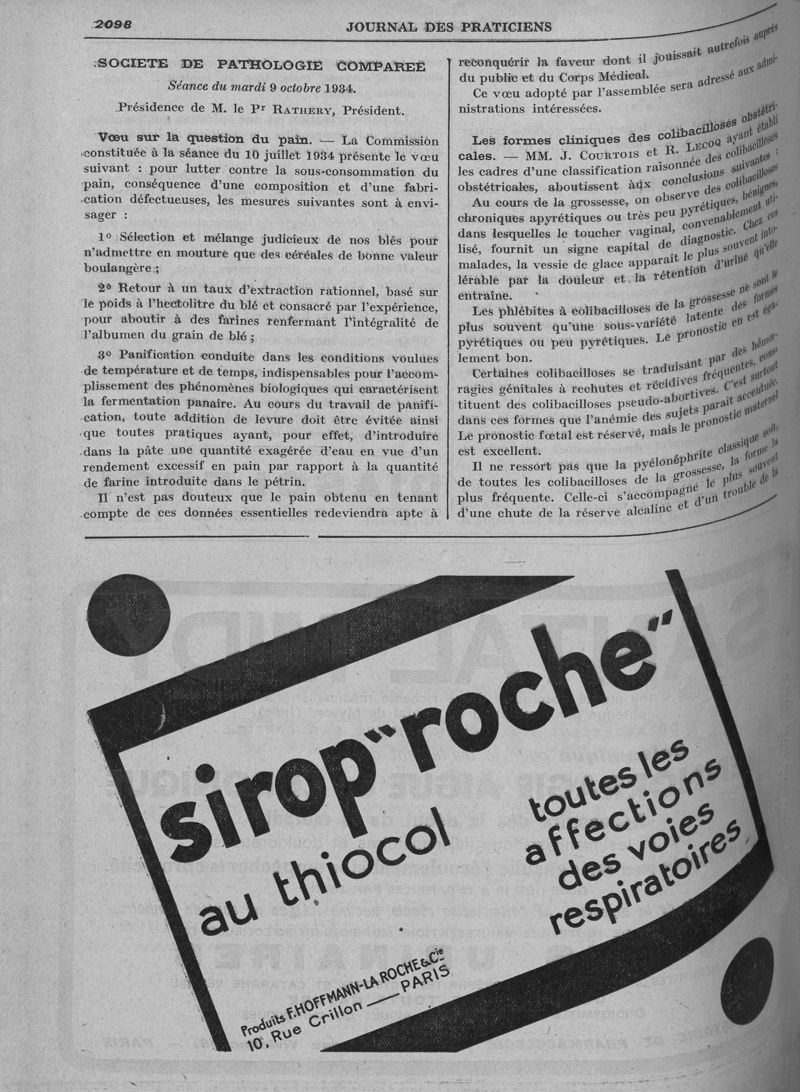 2098
JOURNAL DES PRATICIENS
SOCIETE DE PATHOLOGIE COMPAREE
Séance du mardi 9 octobre 1934.
Présidence de M. le Pr RATHERY, Président.
Vœu sur la question du pain. — La Commission
constituée à la séance du 10 juillet 1934 présente le vœu
suivant : pour lutter contre la sous-consommation du
pain, conséquence d'une composition et d'une fabri-
cation défectueuses, les mesures suivantes sont à envi-
sager :
1º Sélection et mélange judicieux de nos blés pour
n'admettre en mouture que des céréales de bonne valeur
boulangère ;
2º Retour à un taux d'extraction rationnel, basé sur
le poids à l'hectolitre du blé et consacré par l'expérience,
pour aboutir à des farines renfermant l'intégralité de
l'albumen du grain de blé ;
3º Panification conduite dans les conditions voulues
de température et de temps, indispensables pour l'accom-
plissement des phénomènes biologiques qui caractérisent
la fermentation panaire. Au cours du travail de panifi-
cation, toute addition de levure doit être évitée ainsi
que toutes pratiques ayant, pour effet, d'introduire
dans la pâte une quantité exagérée d'eau en vue d'un
rendement excessif en pain par rapport à la quantité
de farine introduite dans le pétrin.
Il n'est pas douteux que le pain obtenu en tenant
compte de ces données essentielles redeviendra apte à
reconquérir la faveur dont il jouissait autrefois auprès
du public et du Corps Médical.
Ce vœu adopté par l'assemblée sera adressé aux admi-
nistrations intéressées.
Les formes cliniques des colibacilloses obstétri-
cales. — MM. J. COURTOIS et R. LECOQ ayant établi
les cadres d'une classification raisonnée des colibacilloses
obstétricales, aboutissent aux conclusions suivantes :
Au cours de la grossesse, on observe des colibacilloses
chroniques apyrétiques ou très peu pyrétiques, bénignes,
dans lesquelles le toucher vaginal, convenablement uti-
lisé, fournit un signe capital de diagnostic. Chez ces
malades, la vessie de glace apparaît le plus souvent into-
lérable par la douleur et la rétention d'urine qu'elle
entraîne.
Les phlébites à colibacilloses de la grossesse ne sont le
plus souvent qu'une sous-variété latente des formes
pyrétiques ou peu pyrétiques. Le pronostic en est éga-
lement bon.
Certaines colibacilloses se traduisant par des hémor-
ragies génitales à rechutes et récidives fréquentes, cons-
tituent des colibacilloses pseudo-abortives. C'est surtout
dans ces formes que l'anémie des sujets paraît accentuée.
Le pronostic fœtal est réservé, mais le pronostic maternel
est excellent.
Il ne ressort pas que la pyélonéphrite classique soit,
de toutes les colibacilloses de la grossesse, la forme la
plus fréquente. Celle-ci s'accompagne le plus souvent
d'une chute de la réserve alcaline et d'un trouble de la
sirop "roche"
au thiocol
toutes les
affections
des voies
respiratoires
Produits F. HOFFMANN-LA ROCHE & Cie
10, Rue Crillon — PARIS